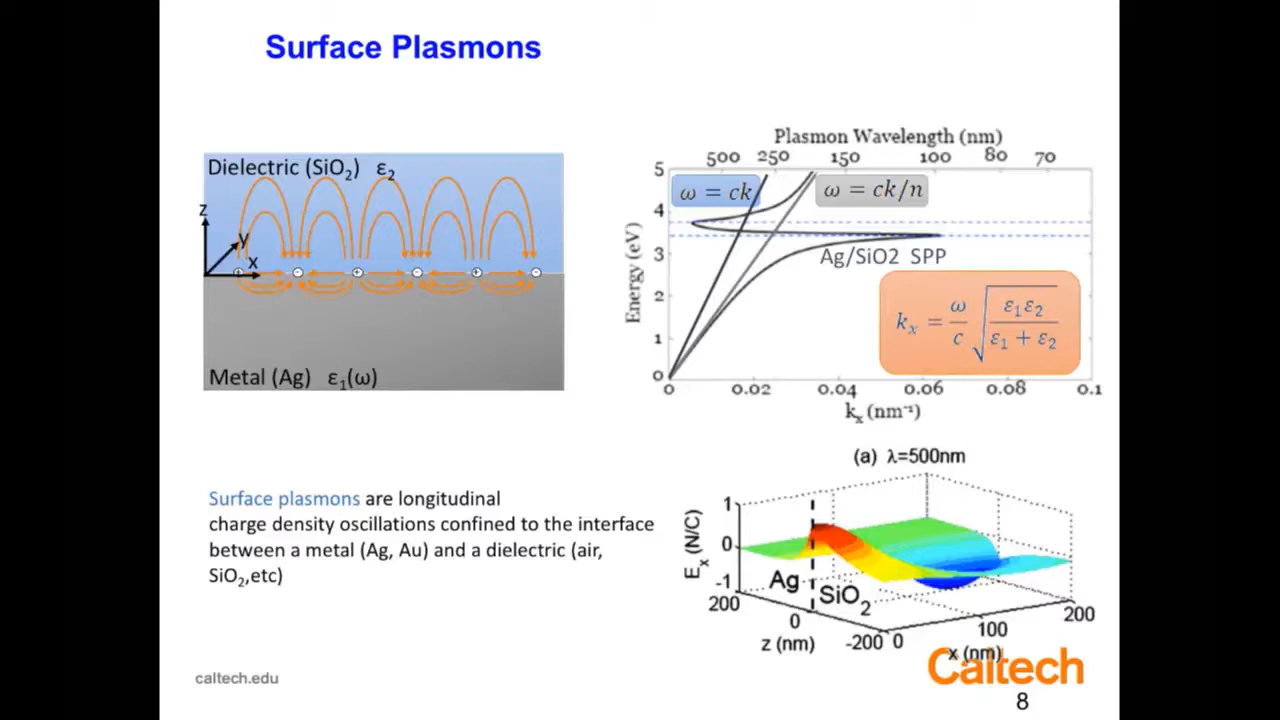 Surface Plasmons
Dielectric (SiO₂) ε₂
z
y
x
Metal (Ag) ε₁(ω)
Plasmon Wavelength (nm)
500 250 150 100 80 70
5
4
3
2
1
0
Energy (eV)
ω = ck
ω = ck/n
Ag/SiO2 SPP
kₓ = ω/c √(ε₁ε₂/(ε₁ + ε₂))
0 0.02 0.04 0.06 0.08 0.1
kₓ (nm⁻¹)
Surface plasmons are longitudinal
charge density oscillations confined to the interface
between a metal (Ag, Au) and a dielectric (air,
SiO₂,etc)
(a) λ=500nm
1
0
-1
Eₓ (N/C)
Ag
SiO₂
200
0
-200
z (nm)
0
100
200
x (nm)
caltech.edu
Caltech
8